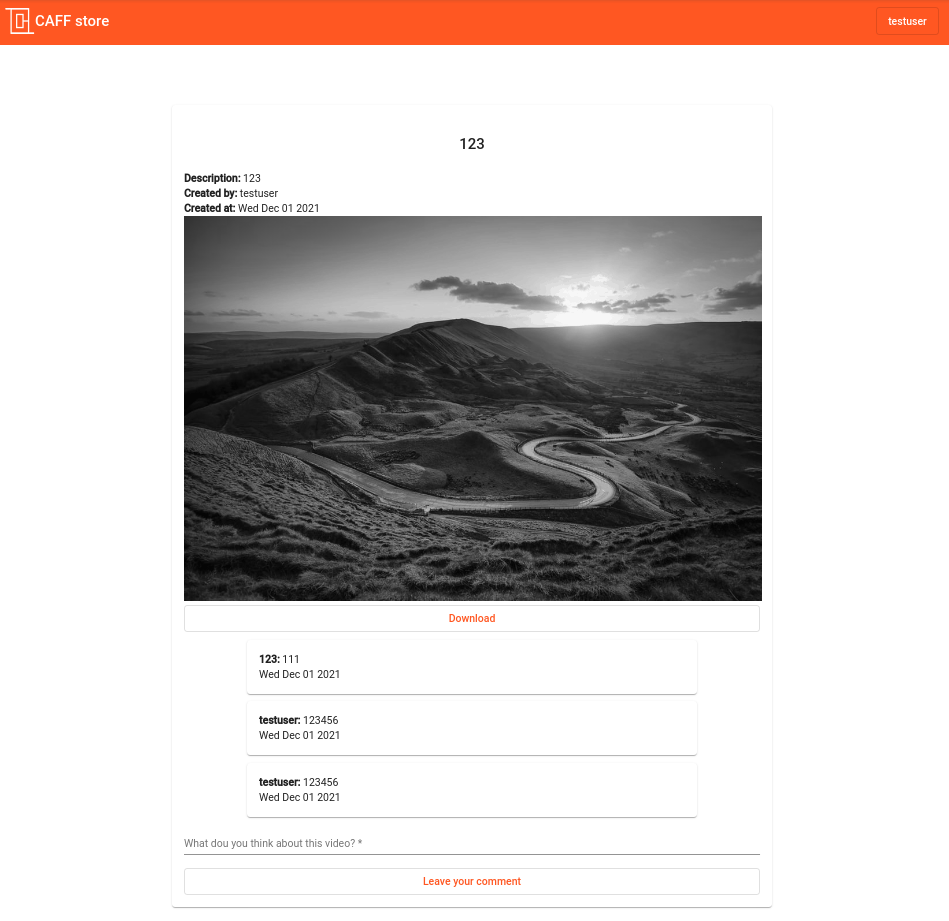 CAFF store
testuser
123
Description: 123
Created by: testuser
Created at: Wed Dec 01 2021
Download
123: 111
Wed Dec 01 2021
testuser: 123456
Wed Dec 01 2021
testuser: 123456
Wed Dec 01 2021
What dou you think about this video? *
Leave your comment